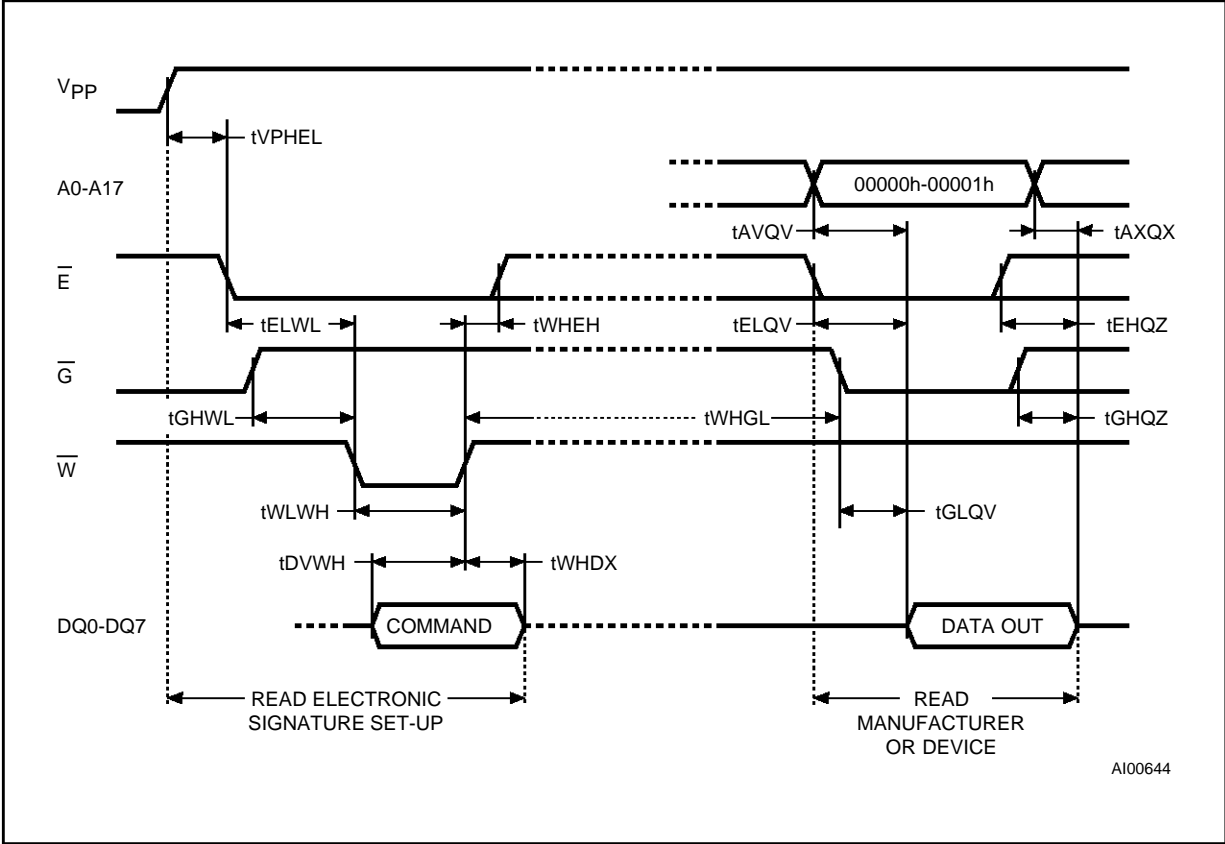 VPP
tVPHEL
A0-A17
00000h-00001h
tAVQV
tAXQX
E
tELWL
tWHEH
tELQV
tEHQZ
G
tGHWL
tWHGL
tGHQZ
W
tWLWH
tGLQV
tDVWH
tWHDX
DQ0-DQ7
COMMAND
DATA OUT
READ ELECTRONIC
SIGNATURE SET-UP
READ
MANUFACTURER
OR DEVICE
AI00644